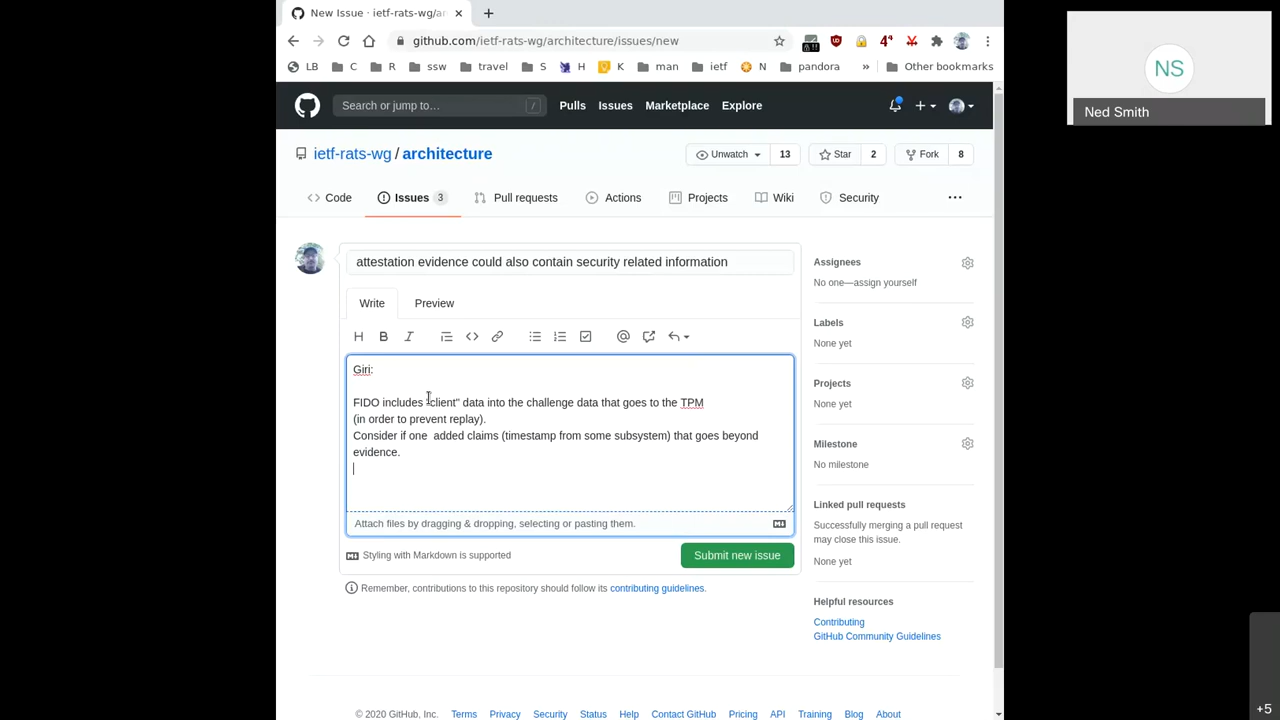 New Issue · ietf-rats-wg/ar
github.com/ietf-rats-wg/architecture/issues/new
LB C R ssw travel S H K man ietf N pandora » Other bookmarks
Search or jump to… /
Pulls Issues Marketplace Explore
ietf-rats-wg / architecture
Unwatch 13 Star 2 Fork 8
Code Issues 3 Pull requests Actions Projects Wiki Security
attestation evidence could also contain security related information
Write Preview
Giri:
FIDO includes "client" data into the challenge data that goes to the TPM
(in order to prevent replay).
Consider if one  added claims (timestamp from some subsystem) that goes beyond
evidence.
Attach files by dragging & dropping, selecting or pasting them.
Styling with Markdown is supported
Submit new issue
Remember, contributions to this repository should follow its contributing guidelines.
Assignees
No one—assign yourself
Labels
None yet
Projects
None yet
Milestone
No milestone
Linked pull requests
Successfully merging a pull request
may close this issue.
None yet
Helpful resources
Contributing
GitHub Community Guidelines
© 2020 GitHub, Inc. Terms Privacy Security Status Help Contact GitHub Pricing API Training Blog About
NS
Ned Smith
+5